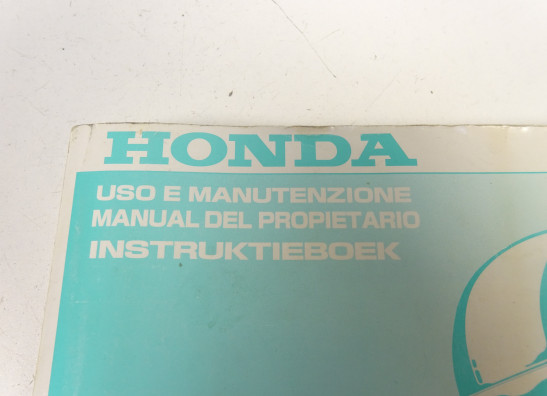 HONDA
USO E MANUTENZIONE
MANUAL DEL PROPIETARIO
INSTRUKTIEBOEK